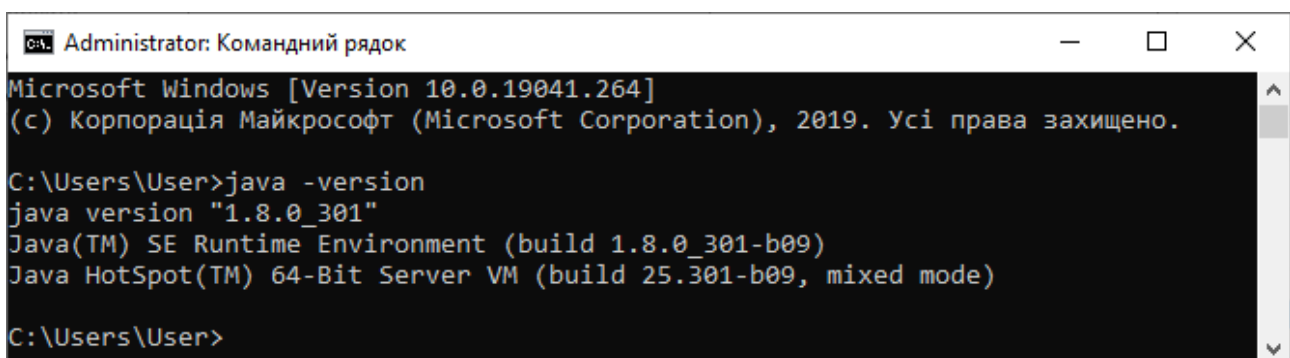 Administrator: Командний рядок
Microsoft Windows [Version 10.0.19041.264]
(c) Корпорація Майкрософт (Microsoft Corporation), 2019. Усі права захищено.
C:\Users\User>java -version
java version "1.8.0_301"
Java(TM) SE Runtime Environment (build 1.8.0_301-b09)
Java HotSpot(TM) 64-Bit Server VM (build 25.301-b09, mixed mode)
C:\Users\User>